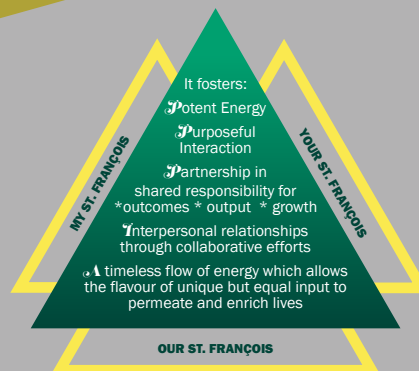 It fosters:
Potent Energy
Purposeful
Interaction
Partnership in
shared responsibility for
*outcomes * output * growth
Interpersonal relationships
through collaborative efforts
A timeless flow of energy which allows
the flavour of unique but equal input to
permeate and enrich lives
MY ST. FRANÇOIS
YOUR ST. FRANÇOIS
OUR ST. FRANÇOIS